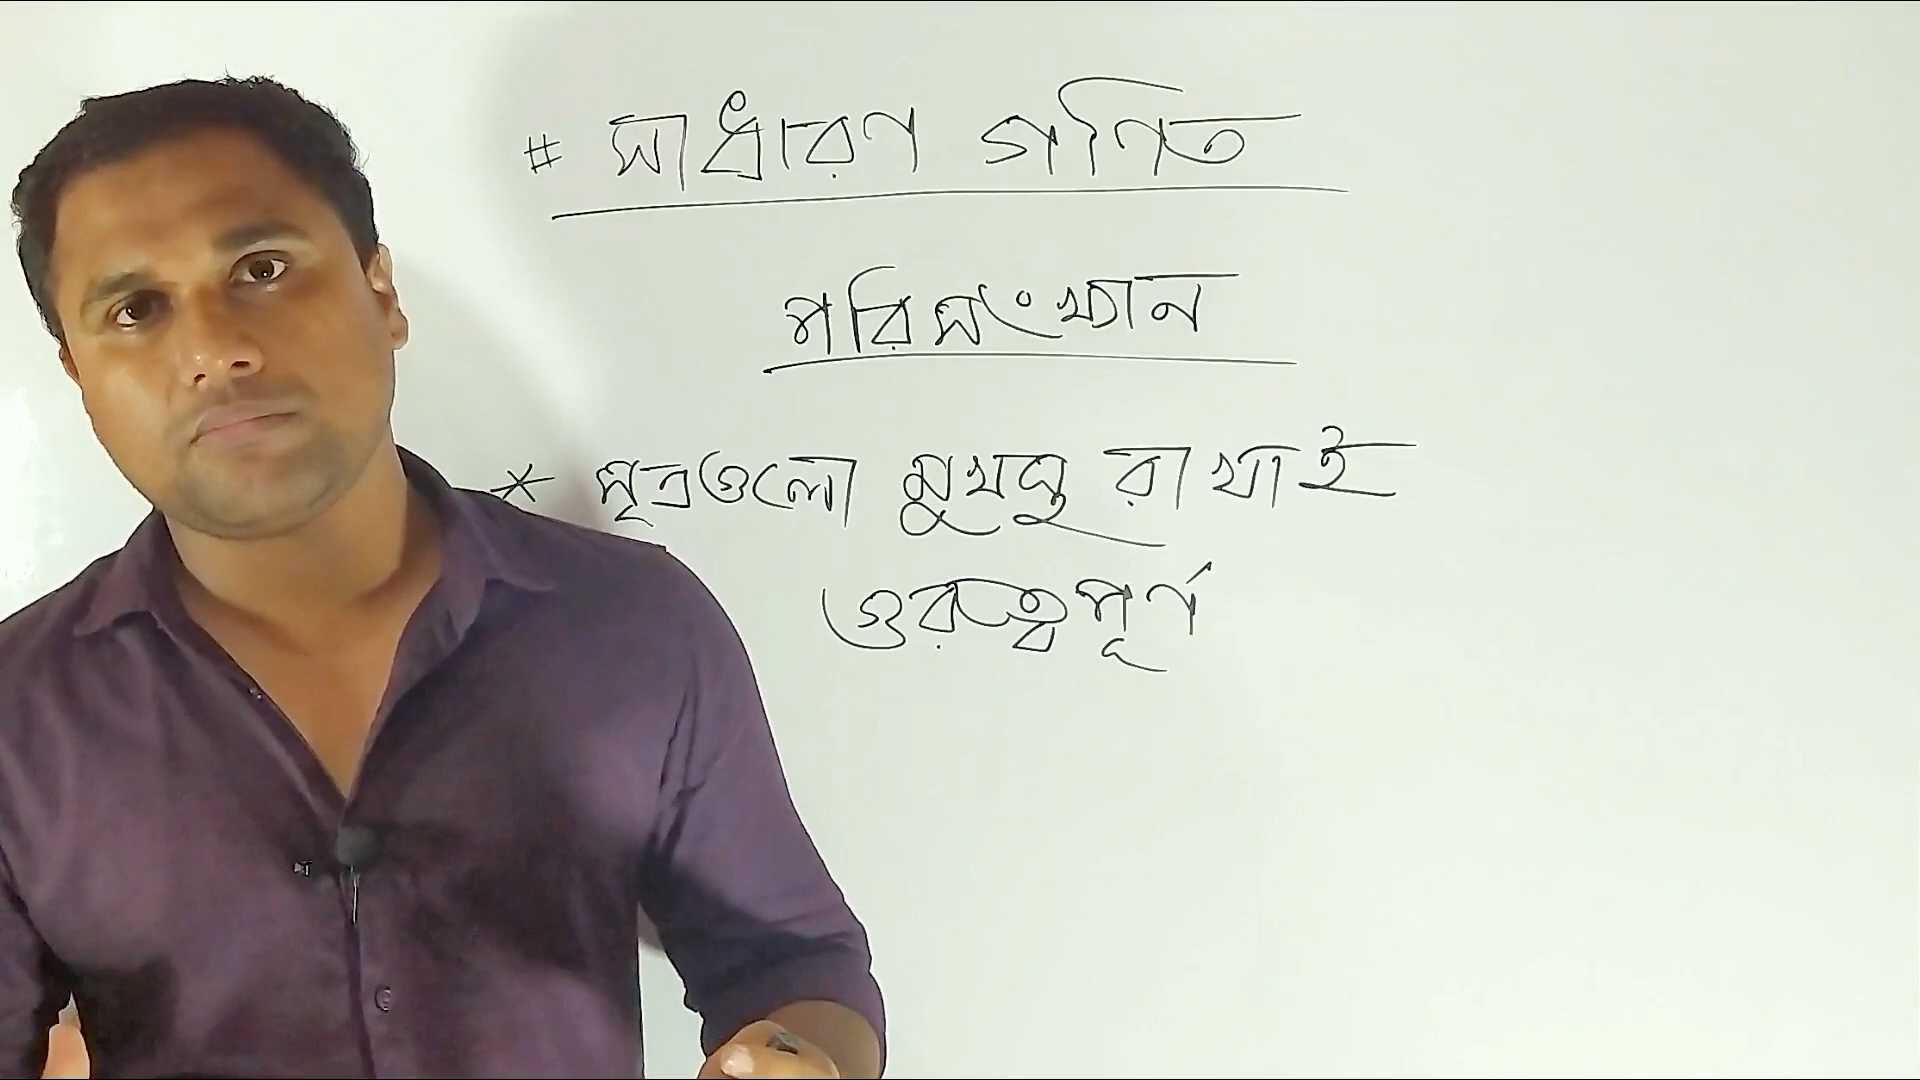 # সাধারণ গণিত
পরিসংখ্যান
* সূত্রগুলো মুখস্তু রাখাই
গুরুত্বপূর্ণ